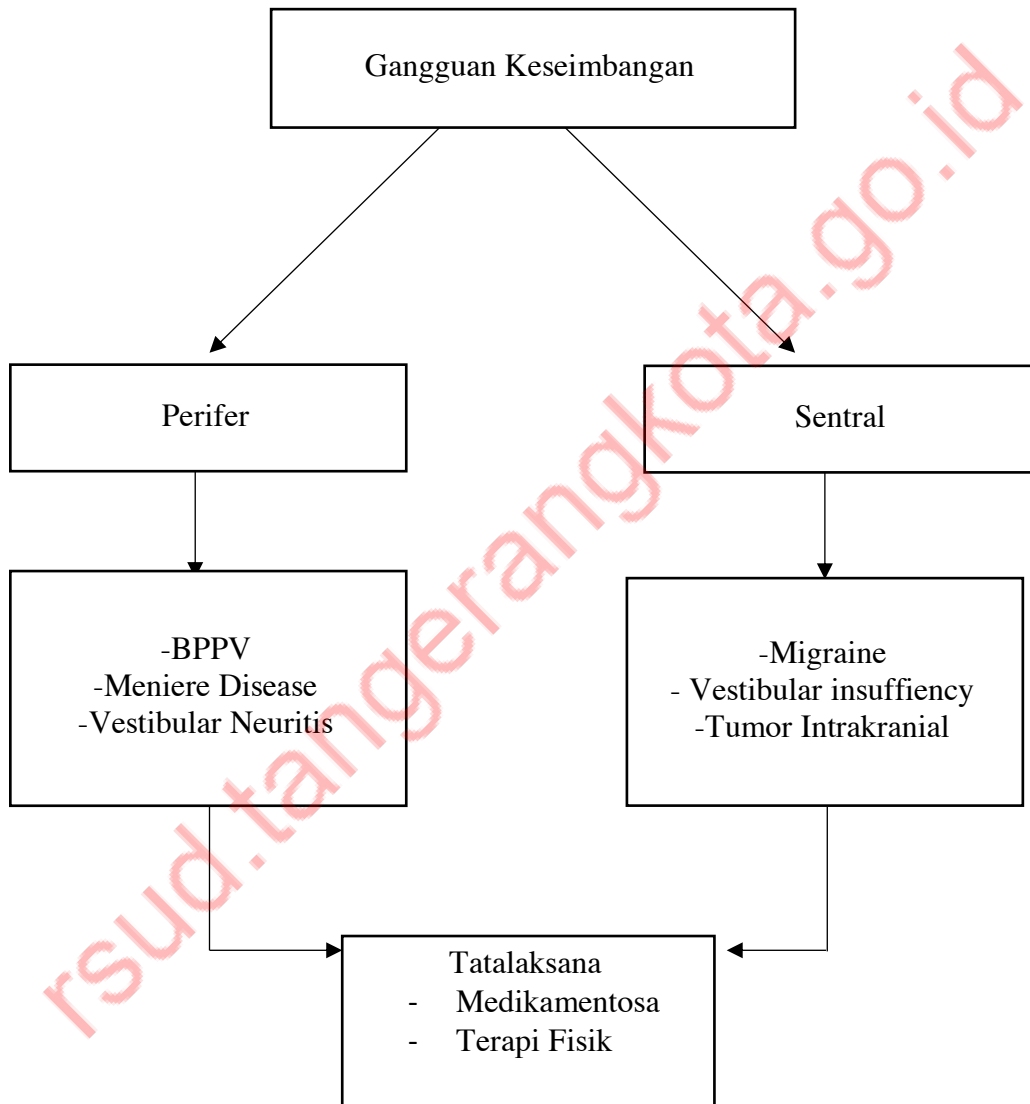 Gangguan Keseimbangan
Perifer
Sentral
-BPPV
-Meniere Disease
-Vestibular Neuritis
-Migraine
- Vestibular insuffiency
-Tumor Intrakranial
Tatalaksana
- Medikamentosa
- Terapi Fisik
rsud.tangerangkota.go.id